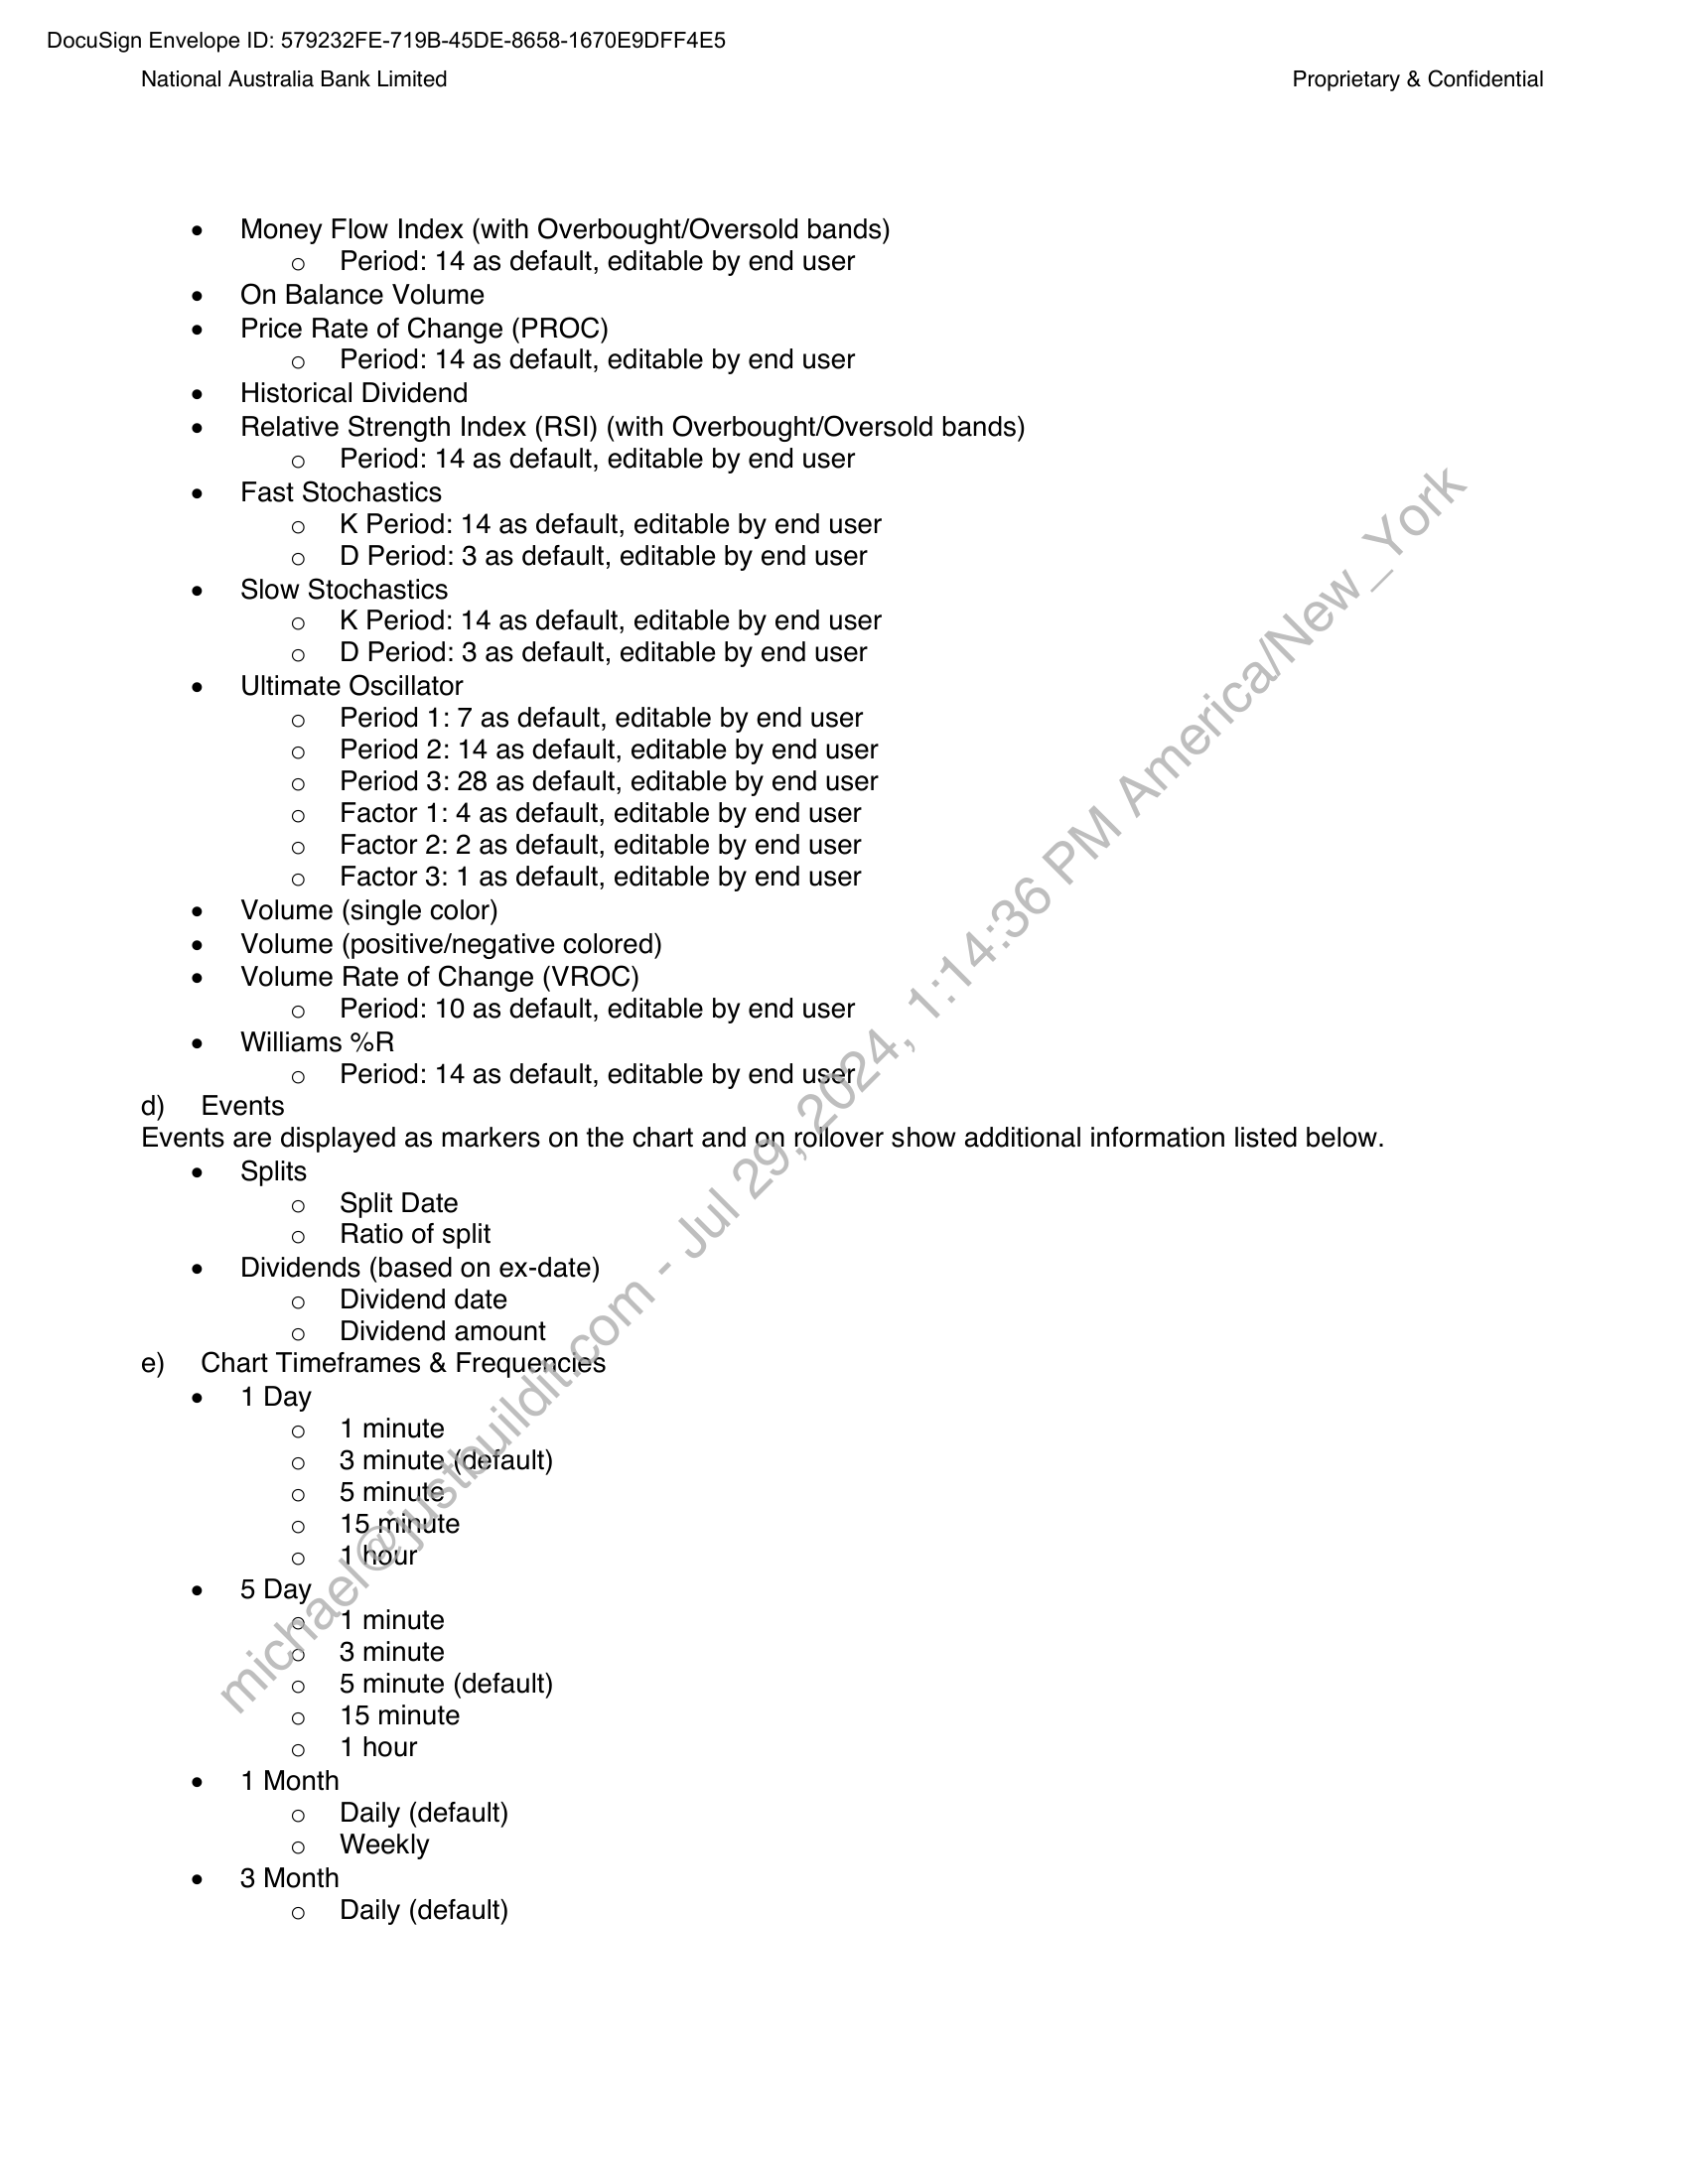 DocuSign Envelope ID: 579232FE-719B-45DE-8658-1670E9DFF4E5
National Australia Bank Limited Proprietary & Confidential
• Money Flow Index (with Overbought/Oversold bands)
o Period: 14 as default, editable by end user
• On Balance Volume
• Price Rate of Change (PROC)
o Period: 14 as default, editable by end user
• Historical Dividend
• Relative Strength Index (RSI) (with Overbought/Oversold bands)
o Period: 14 as default, editable by end user
• Fast Stochastics
o K Period: 14 as default, editable by end user
o D Period: 3 as default, editable by end user
• Slow Stochastics
o K Period: 14 as default, editable by end user
o D Period: 3 as default, editable by end user
• Ultimate Oscillator
o Period 1: 7 as default, editable by end user
o Period 2: 14 as default, editable by end user
o Period 3: 28 as default, editable by end user
o Factor 1: 4 as default, editable by end user
o Factor 2: 2 as default, editable by end user
o Factor 3: 1 as default, editable by end user
• Volume (single color)
• Volume (positive/negative colored)
• Volume Rate of Change (VROC)
o Period: 10 as default, editable by end user
• Williams %R
o Period: 14 as default, editable by end user
d) Events
Events are displayed as markers on the chart and on rollover show additional information listed below.
• Splits
o Split Date
o Ratio of split
• Dividends (based on ex-date)
o Dividend date
o Dividend amount
e) Chart Timeframes & Frequencies
• 1 Day
o 1 minute
o 3 minute (default)
o 5 minute
o 15 minute
o 1 hour
• 5 Day
o 1 minute
o 3 minute
o 5 minute (default)
o 15 minute
o 1 hour
• 1 Month
o Daily (default)
o Weekly
• 3 Month
o Daily (default)
michael@justbuildit.com - Jul 29, 2024, 1:14:36 PM America/New_York